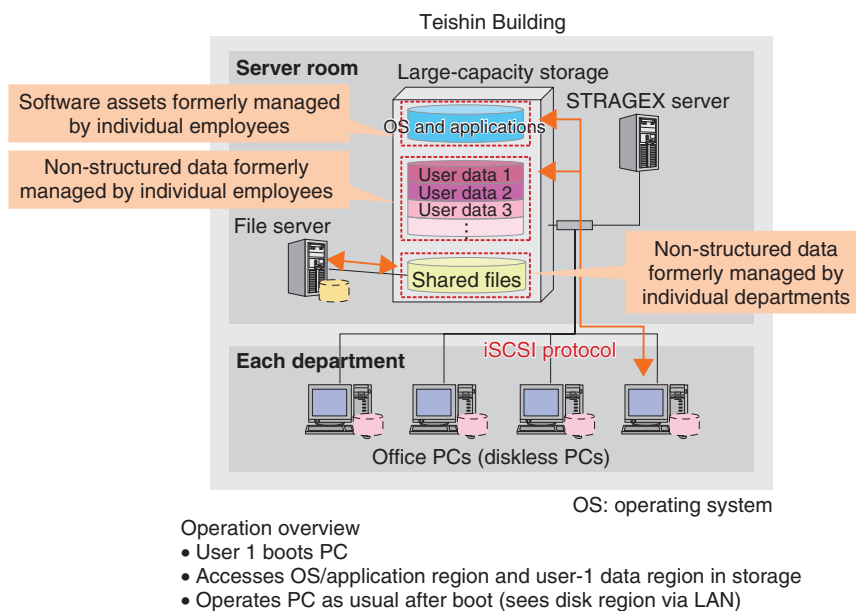 Teishin Building
Server room
Large-capacity storage
STRAGEX server
Software assets formerly managed
by individual employees
OS and applications
Non-structured data formerly
managed by individual employees
User data 1
User data 2
User data 3
:
File server
Shared files
Non-structured data
formerly managed by
individual departments
iSCSI protocol
Each department
Office PCs (diskless PCs)
OS: operating system
Operation overview
• User 1 boots PC
• Accesses OS/application region and user-1 data region in storage
• Operates PC as usual after boot (sees disk region via LAN)